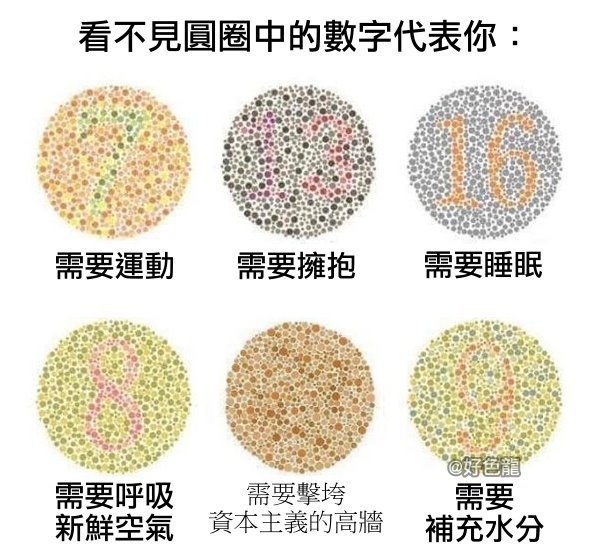 看不見圓圈中的數字代表你：
7
13
16
需要運動
需要擁抱
需要睡眠
8
9
@好色龍
需要呼吸
新鮮空氣
需要擊垮
資本主義的高牆
需要
補充水分